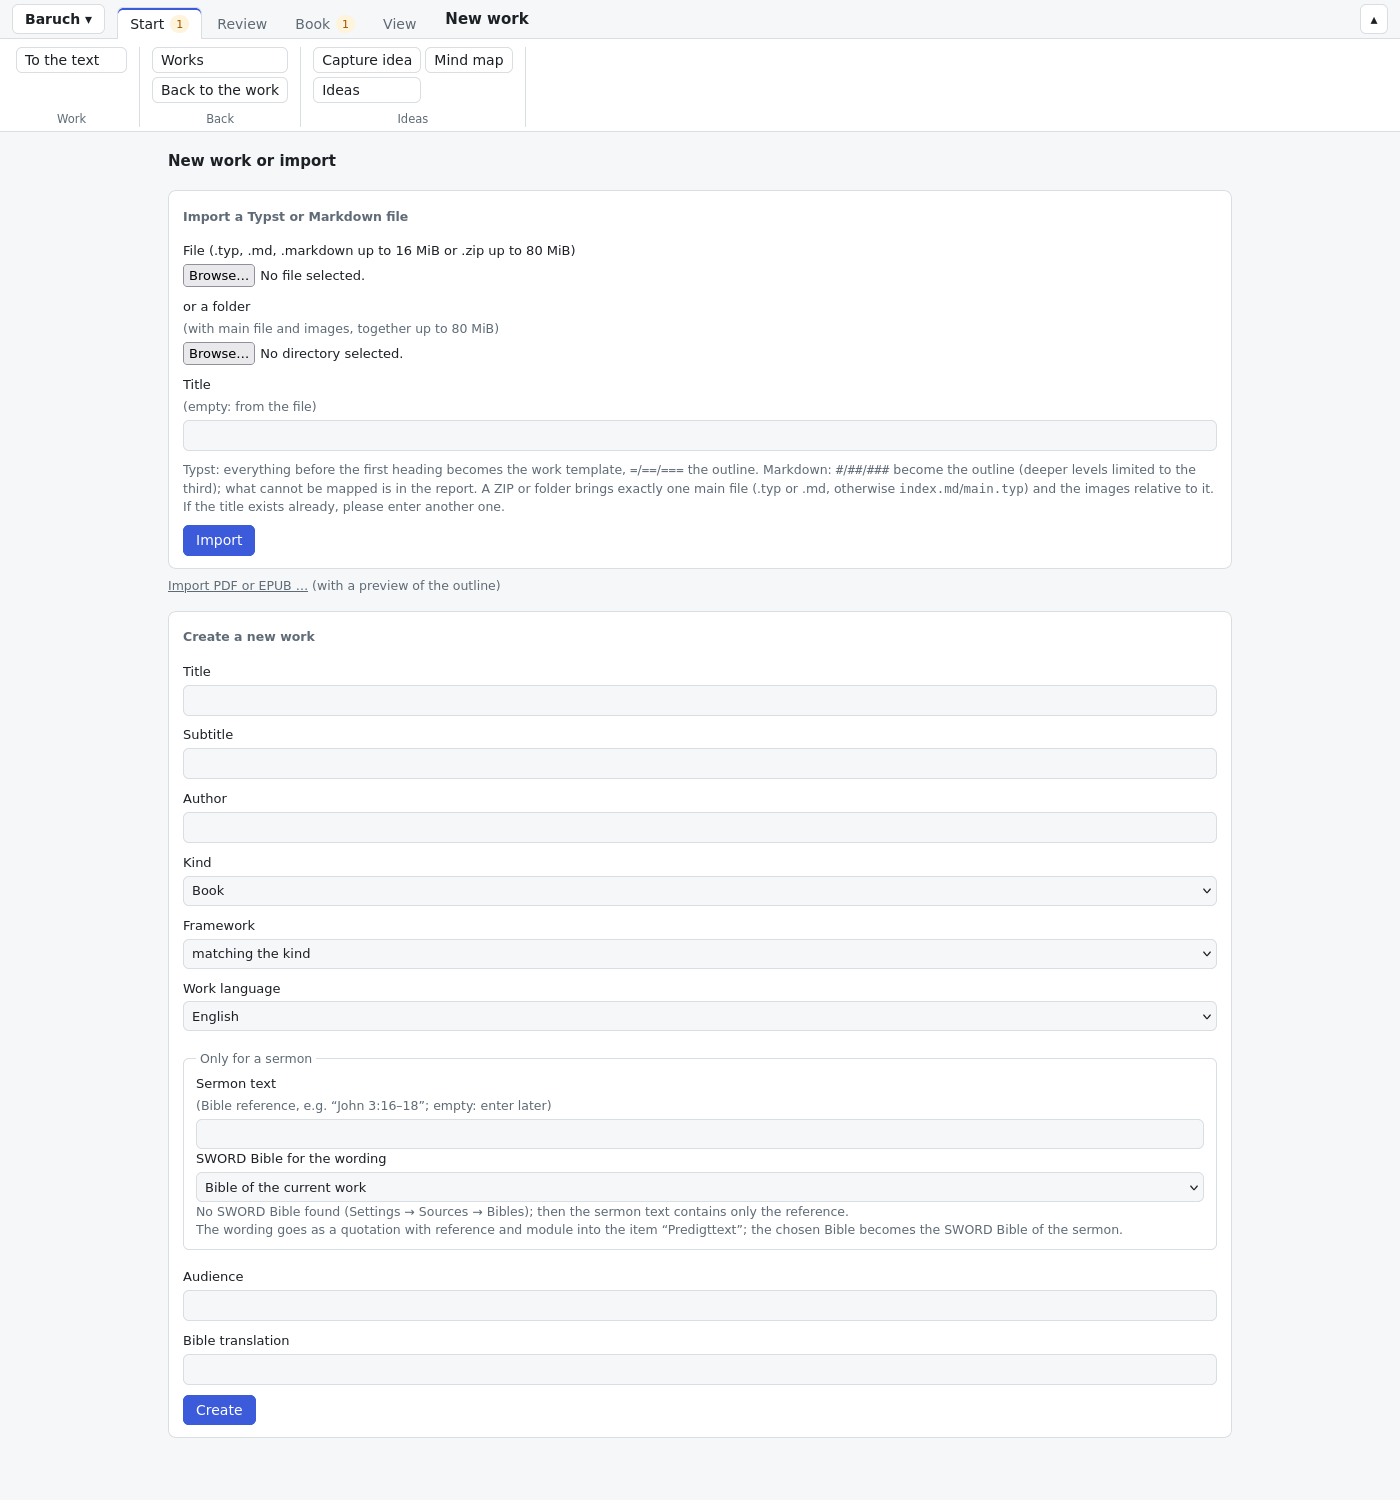 Baruch ▾
Start 1
Review
Book 1
View
New work
▴
To the text
Work
Works
Back to the work
Back
Capture idea
Mind map
Ideas
Ideas
New work or import
Import a Typst or Markdown file
File (.typ, .md, .markdown up to 16 MiB or .zip up to 80 MiB)
Browse... No file selected.
or a folder
(with main file and images, together up to 80 MiB)
Browse... No directory selected.
Title
(empty: from the file)
Typst: everything before the first heading becomes the work template, =/==/=== the outline. Markdown: #/##/### become the outline (deeper levels limited to the
third); what cannot be mapped is in the report. A ZIP or folder brings exactly one main file (.typ or .md, otherwise index.md/main.typ) and the images relative to it.
If the title exists already, please enter another one.
Import
Import PDF or EPUB ... (with a preview of the outline)
Create a new work
Title
Subtitle
Author
Kind
Book
Framework
matching the kind
Work language
English
Only for a sermon
Sermon text
(Bible reference, e.g. “John 3:16–18”; empty: enter later)
SWORD Bible for the wording
Bible of the current work
No SWORD Bible found (Settings → Sources → Bibles); then the sermon text contains only the reference.
The wording goes as a quotation with reference and module into the item “Predigttext”; the chosen Bible becomes the SWORD Bible of the sermon.
Audience
Bible translation
Create